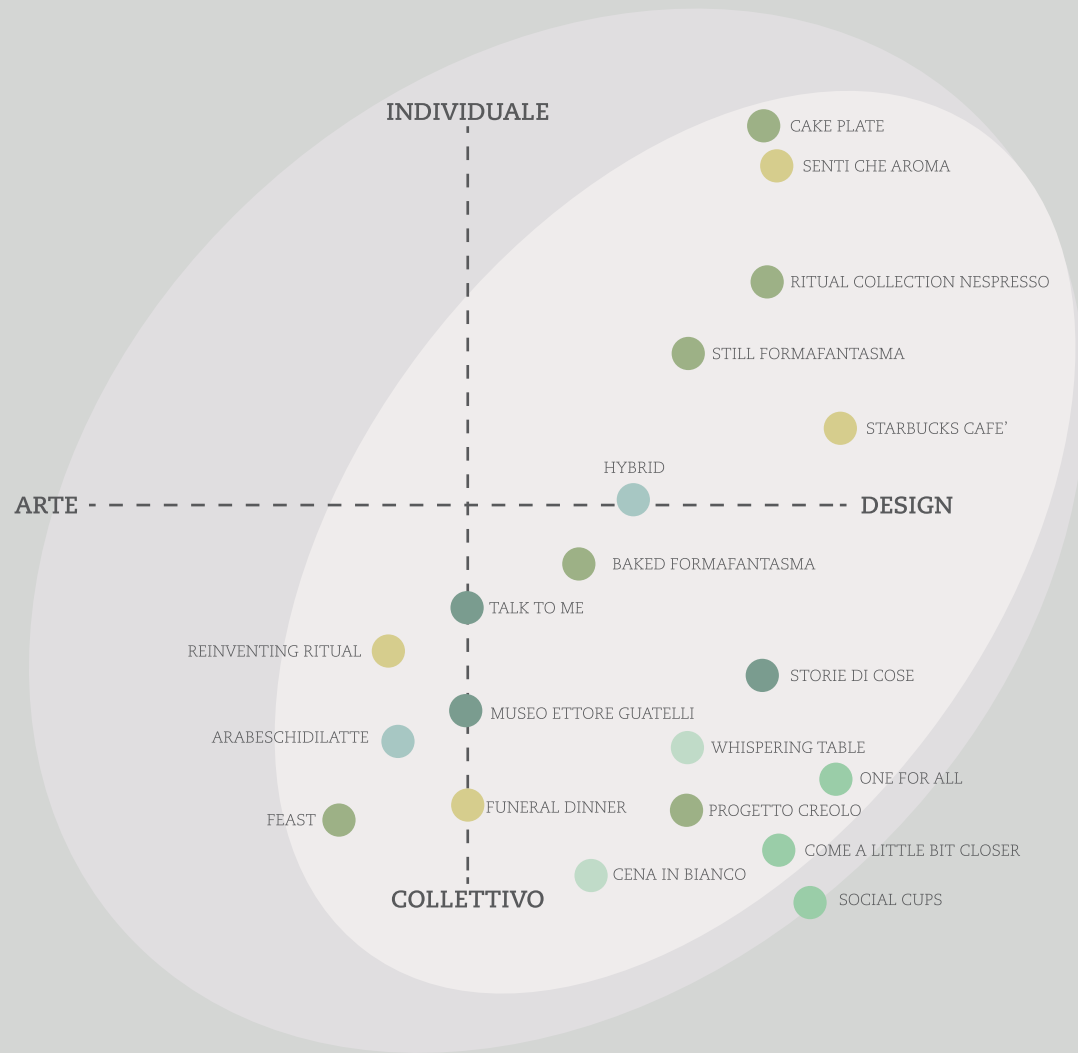 INDIVIDUALE
CAKE PLATE
SENTI CHE AROMA
RITUAL COLLECTION NESPRESSO
STILL FORMAFANTASMA
STARBUCKS CAFE'
HYBRID
ARTE
DESIGN
BAKED FORMAFANTASMA
TALK TO ME
REINVENTING RITUAL
STORIE DI COSE
MUSEO ETTORE GUATELLI
ARABESCHIDILATTE
WHISPERING TABLE
ONE FOR ALL
FUNERAL DINNER
PROGETTO CREOLO
FEAST
COME A LITTLE BIT CLOSER
CENA IN BIANCO
COLLETTIVO
SOCIAL CUPS